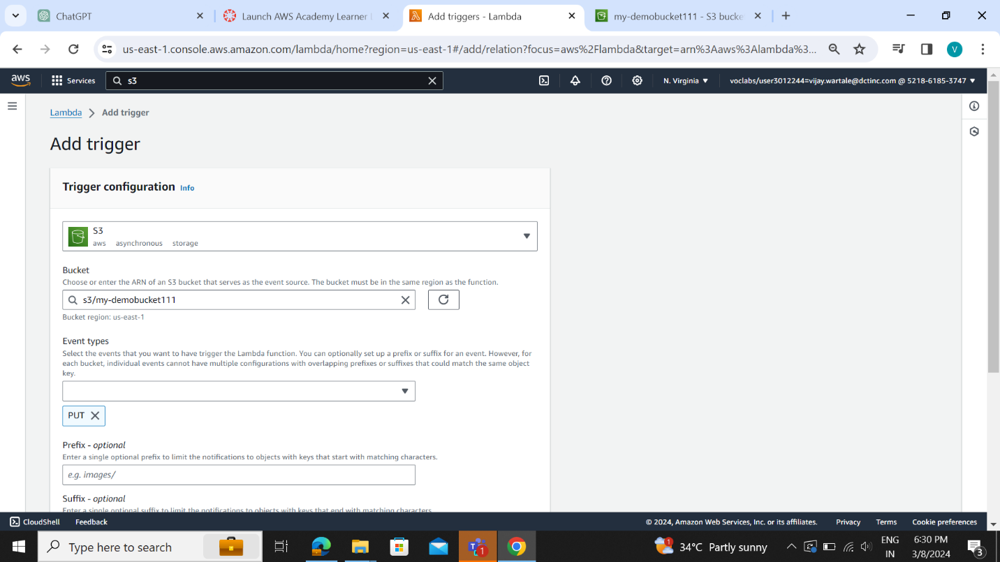 ChatGPT
Launch AWS Academy Learner
Add triggers - Lambda
my-demobucket111 - S3 bucke
us-east-1.console.aws.amazon.com/lambda/home?region=us-east-1#/add/relation?focus=aws%2Flambda&target=arn%3Aaws%3Alambda%3...
V
aws
Services
s3
N. Virginia
voclabs/user3012244=vijay.wartale@dctinc.com @ 5218-6185-3747
Lambda
Add trigger
Add trigger
Trigger configuration Info
S3
aws asynchronous storage
Bucket
Choose or enter the ARN of an S3 bucket that serves as the event source. The bucket must be in the same region as the function.
s3/my-demobucket111
Bucket region: us-east-1
Event types
Select the events that you want to have trigger the Lambda function. You can optionally set up a prefix or suffix for an event. However, for
each bucket, individual events cannot have multiple configurations with overlapping prefixes or suffixes that could match the same object
key.
PUT
Prefix - optional
Enter a single optional prefix to limit the notifications to objects with keys that start with matching characters.
e.g. images/
Suffix - optional
Enter a single optional suffix to limit the notifications to objects with keys that end with matching characters.
CloudShell
Feedback
© 2024, Amazon Web Services, Inc. or its affiliates.
Privacy
Terms
Cookie preferences
Type here to search
1
1
34°C Partly sunny
ENG
IN
6:30 PM
3/8/2024
3